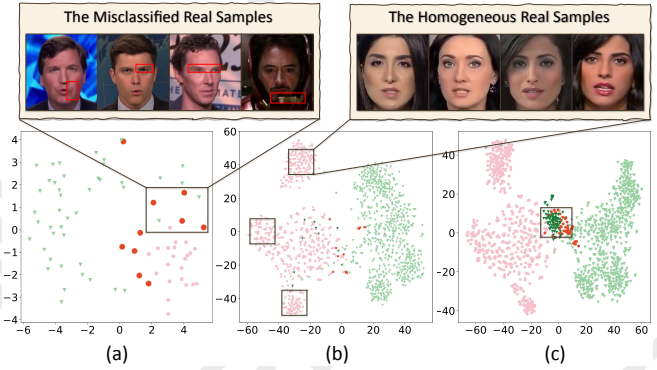 The Misclassified Real Samples
The Homogeneous Real Samples
4
3
2
1
0
−1
−2
−3
−4
−6 −4 −2 0 2 4
(a)
60
40
20
0
−20
−40
−60 −40 −20 0 20 40
(b)
40
20
0
−20
−40
−60 −40 −20 0 20 40 60
(c)